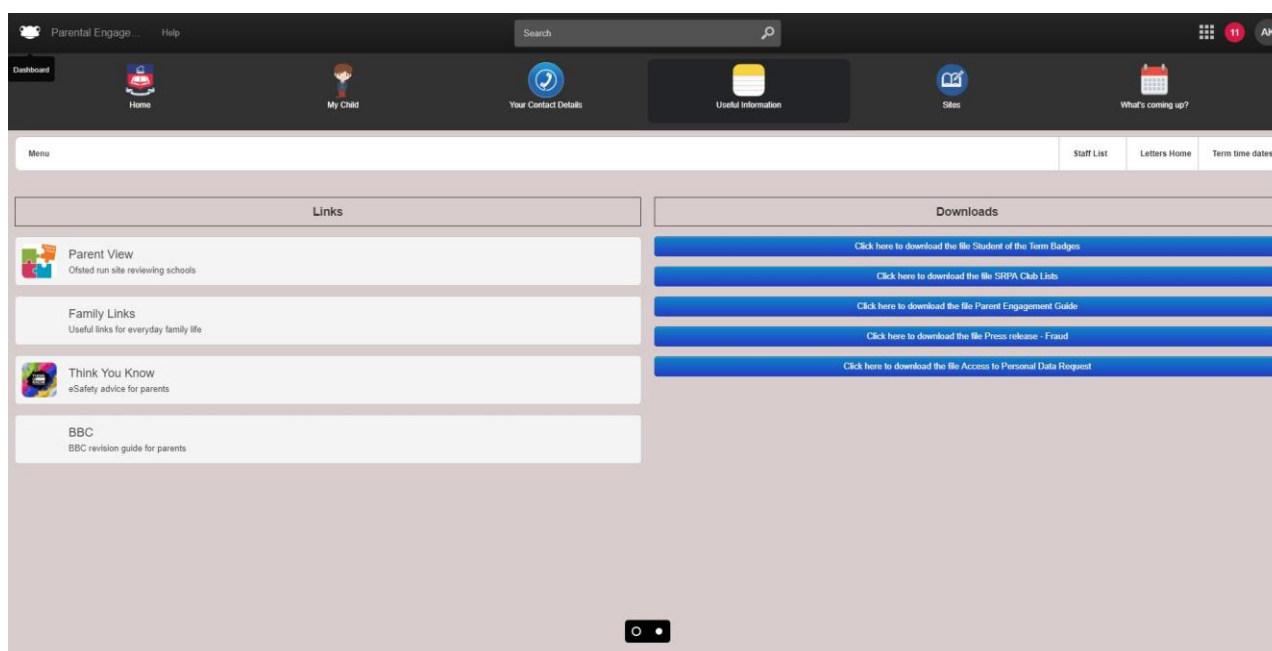 Parental Engage... Help
Search
11
AK
Dashboard
Home
My Child
Your Contact Details
Useful Information
Sites
What's coming up?
Menu
Staff List
Letters Home
Term time dates
Links
Parent View
Ofsted run site reviewing schools
Family Links
Useful links for everyday family life
Think You Know
eSafety advice for parents
BBC
BBC revision guide for parents
Downloads
Click here to download the file Student of the Term Badges
Click here to download the file SRPA Club Lists
Click here to download the file Parent Engagement Guide
Click here to download the file Press release - Fraud
Click here to download the file Access to Personal Data Request